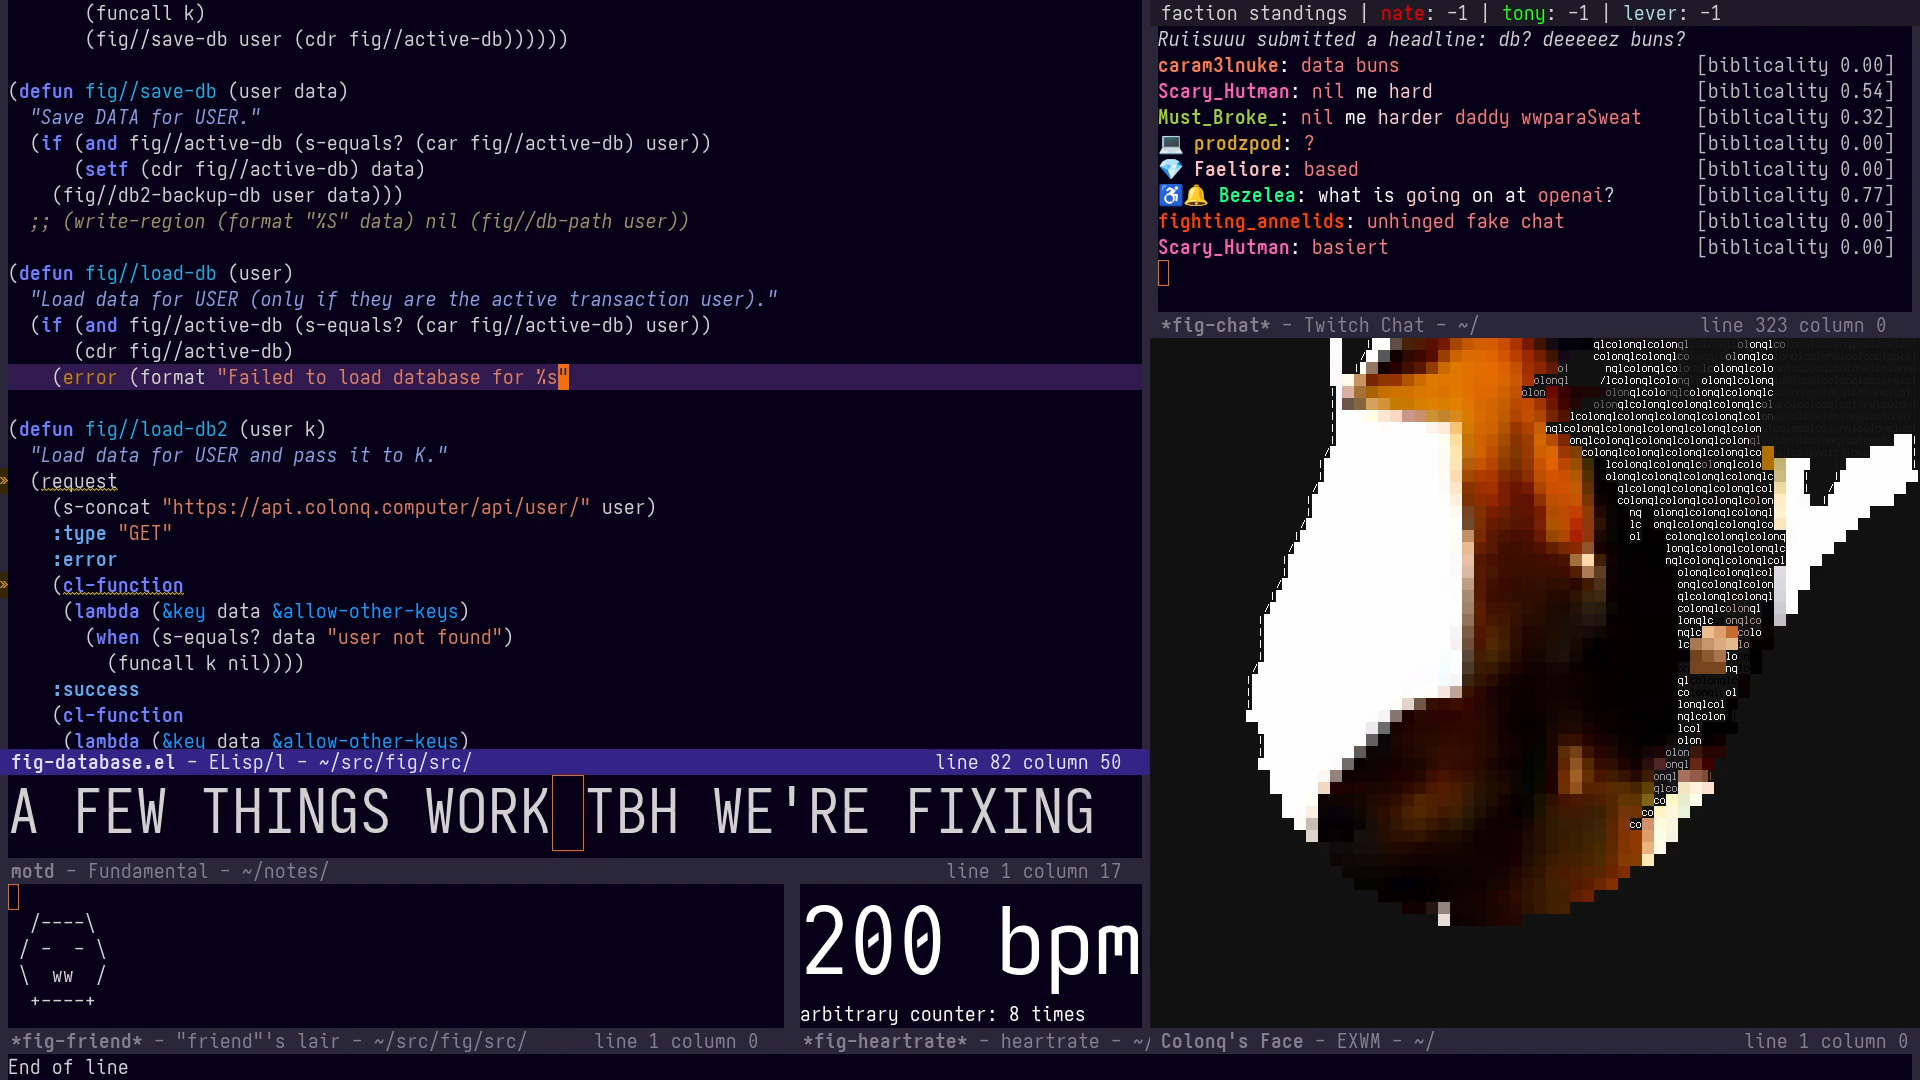 (funcall k)
(fig//save-db user (cdr fig//active-db))))))
(defun fig//save-db (user data)
"Save DATA for USER."
(if (and fig//active-db (s-equals? (car fig//active-db) user))
(setf (cdr fig//active-db) data)
(fig//db2-backup-db user data)))
;; (write-region (format "%S" data) nil (fig//db-path user))
(defun fig//load-db (user)
"Load data for USER (only if they are the active transaction user)."
(if (and fig//active-db (s-equals? (car fig//active-db) user))
(cdr fig//active-db)
(error (format "Failed to load database for %s"
(defun fig//load-db2 (user k)
"Load data for USER and pass it to K."
(request
(s-concat "https://api.colonq.computer/api/user/" user)
:type "GET"
:error
(cl-function
(lambda (&key data &allow-other-keys)
(when (s-equals? data "user not found")
(funcall k nil))))
:success
(cl-function
(lambda (&key data &allow-other-keys)
fig-database.el - ELisp/l - ~/src/fig/src/ line 82 column 50
A FEW THINGS WORK TBH WE'RE FIXING
motd - Fundamental - ~/notes/ line 1 column 17
/----\
/ - - \
\ ww /
+----+
*fig-friend* - "friend"'s lair - ~/src/fig/src/ line 1 column 0
200 bpm
arbitrary counter: 8 times
*fig-heartrate* - heartrate - ~/
End of line
faction standings | nate: -1 | tony: -1 | lever: -1
Ruiisuuu submitted a headline: db? deeeeez buns?
caram3lnuke: data buns [biblicality 0.00]
Scary_Hutman: nil me hard [biblicality 0.54]
Must_Broke_: nil me harder daddy wwparaSweat [biblicality 0.32]
💻 prodzpod: ? [biblicality 0.00]
💎 Faeliore: based [biblicality 0.00]
♿🔔 Bezelea: what is going on at openai? [biblicality 0.77]
fighting_annelids: unhinged fake chat [biblicality 0.00]
Scary_Hutman: basiert [biblicality 0.00]
*fig-chat* - Twitch Chat - ~/ line 323 column 0
Colonq's Face - EXWM - ~/ line 1 column 0